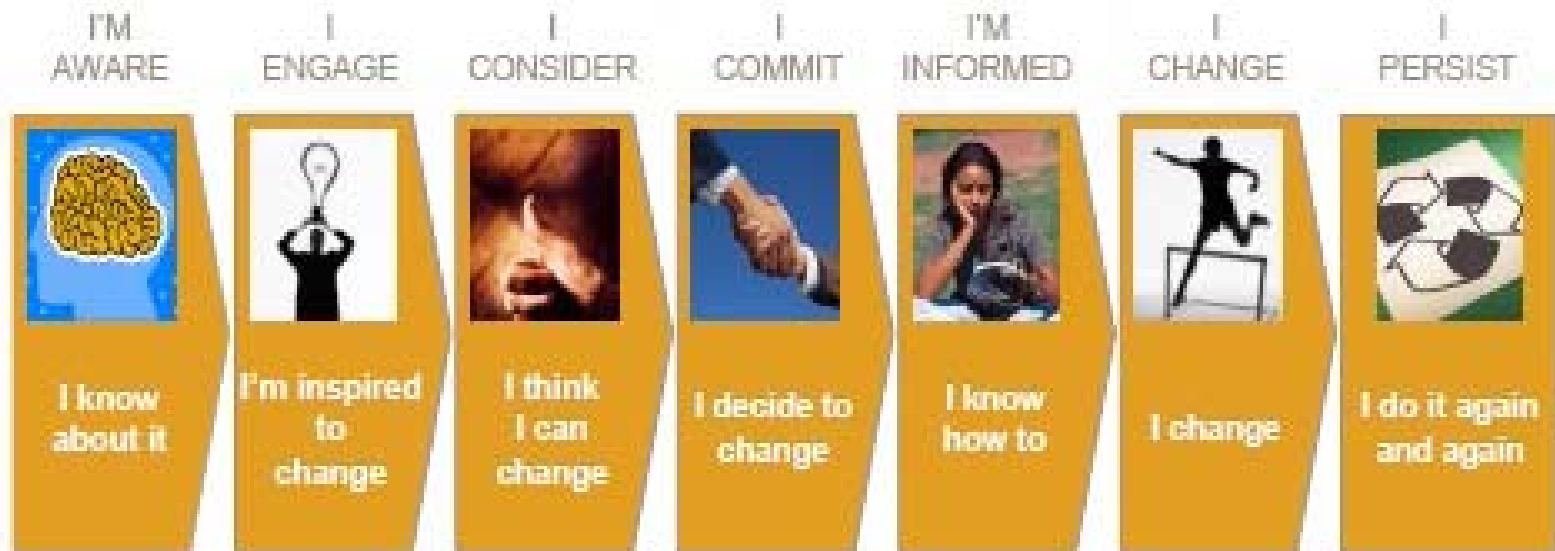 I'M
AWARE
I
ENGAGE
I
CONSIDER
I
COMMIT
I'M
INFORMED
I
CHANGE
I
PERSIST
I know
about it
I'm inspired
to
change
I think
I can
change
I decide to
change
I know
how to
I change
I do it again
and again